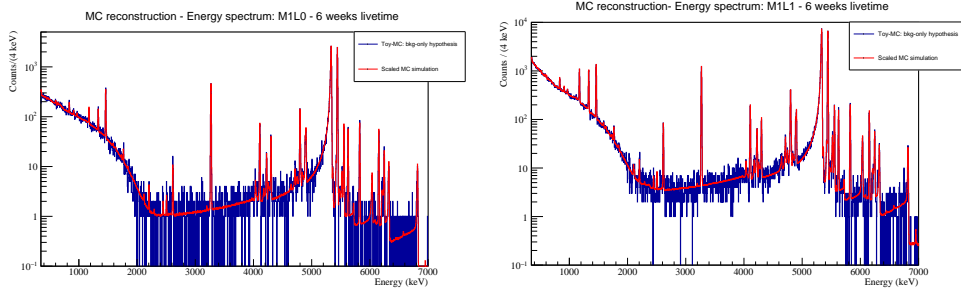 MC reconstruction - Energy spectrum: M1L0 - 6 weeks livetime
Counts/(4 keV)
Toy-MC: bkg-only hypothesis
Scaled MC simulation
10³
10²
10
1
10⁻¹
1000 2000 3000 4000 5000 6000 7000
Energy (keV)
MC reconstruction- Energy spectrum: M1L1 - 6 weeks livetime
Counts / (4 keV)
Toy-MC: bkg-only hypothesis
Scaled MC simulation
10⁴
10³
10²
10
1
10⁻¹
1000 2000 3000 4000 5000 6000 7000
Energy (keV)